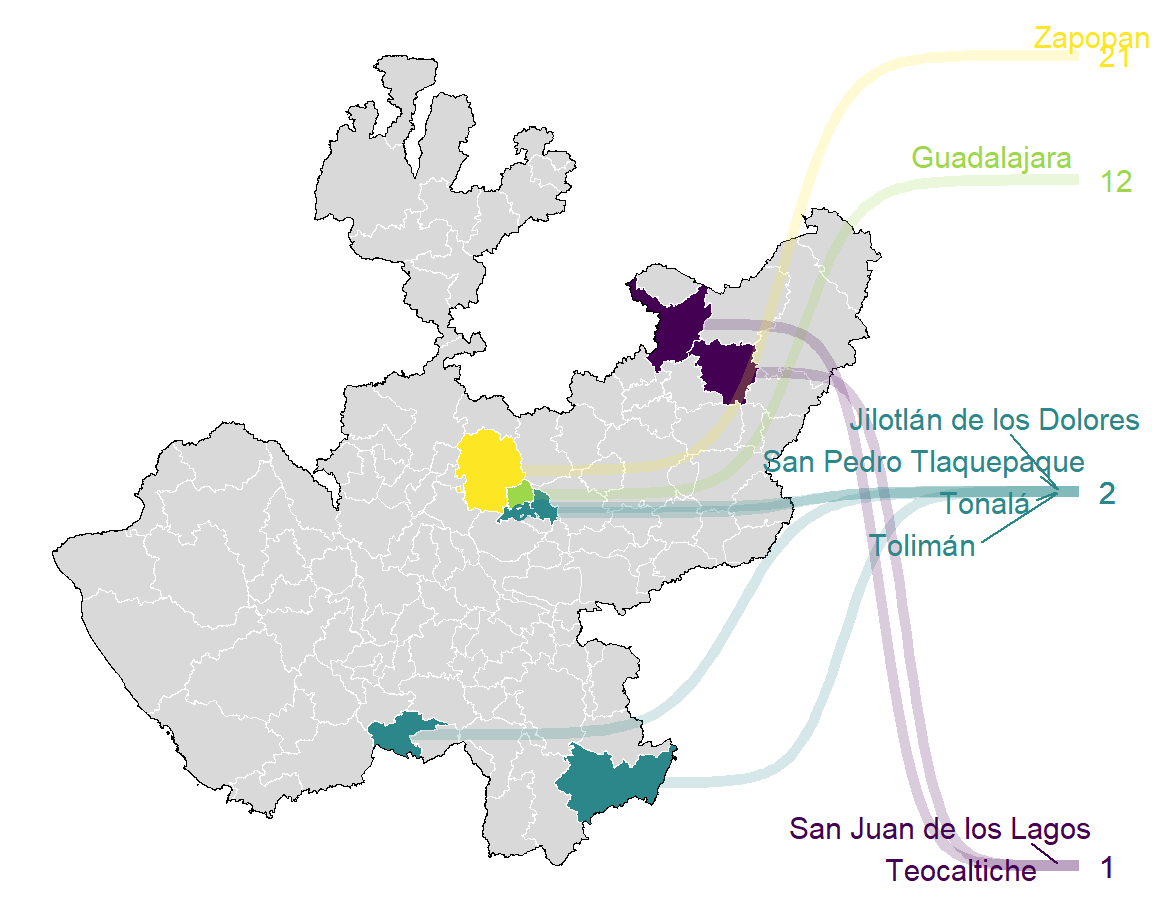 Zapopan
21
Guadalajara
12
Jilotlán de los Dolores
San Pedro Tlaquepaque
2
Tonalá
Tolimán
San Juan de los Lagos
1
Teocaltiche